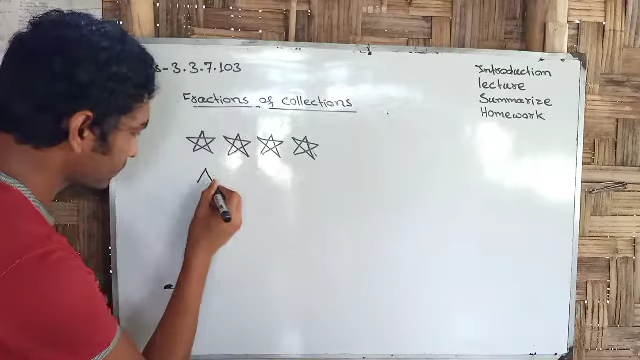 s-3.3.7.103
Fractions of collections
Introduction
lecture
Summarize
Homework